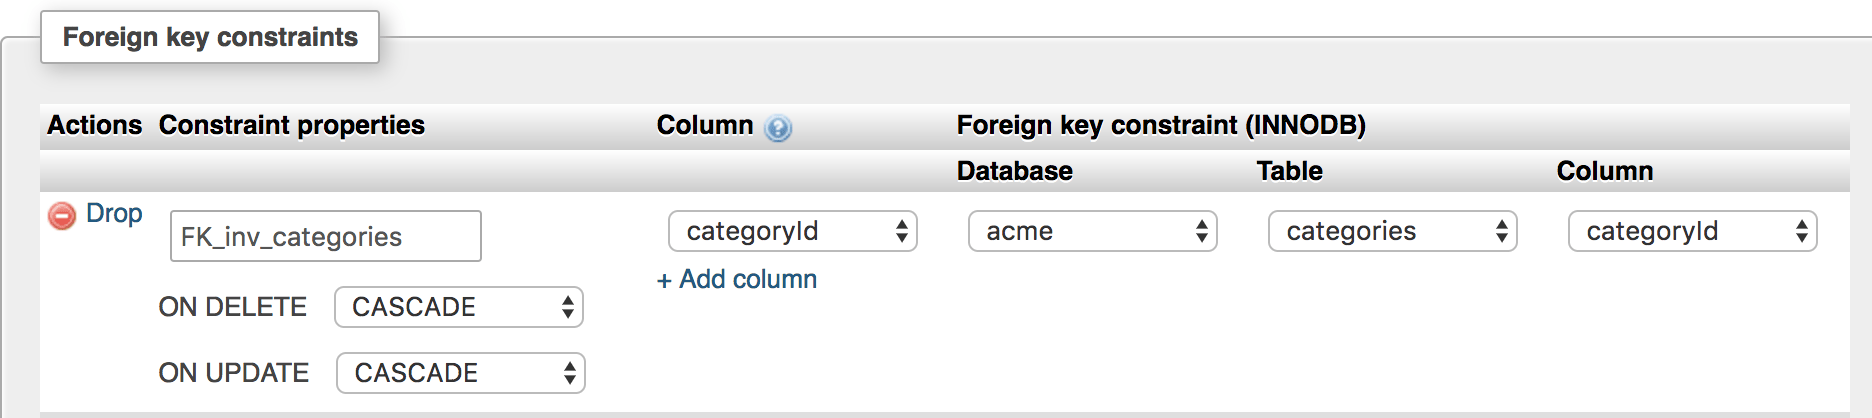 Foreign key constraints
Actions Constraint properties Column Foreign key constraint (INNODB)
Database Table Column
Drop FK_inv_categories categoryId acme categories categoryId
+ Add column
ON DELETE CASCADE
ON UPDATE CASCADE